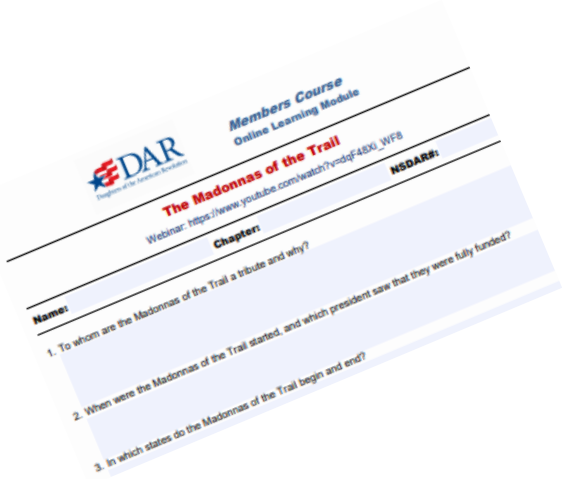 DAR
Daughters of the American Revolution
Members Course
Online Learning Module
The Madonnas of the Trail
Webinar: https://www.youtube.com/watch?v=dqF48Xi_WF8
Name: Chapter: NSDAR#:
1. To whom are the Madonnas of the Trail a tribute and why?
2. When were the Madonnas of the Trail started, and which president saw that they were fully funded?
3. In which states do the Madonnas of the Trail begin and end?